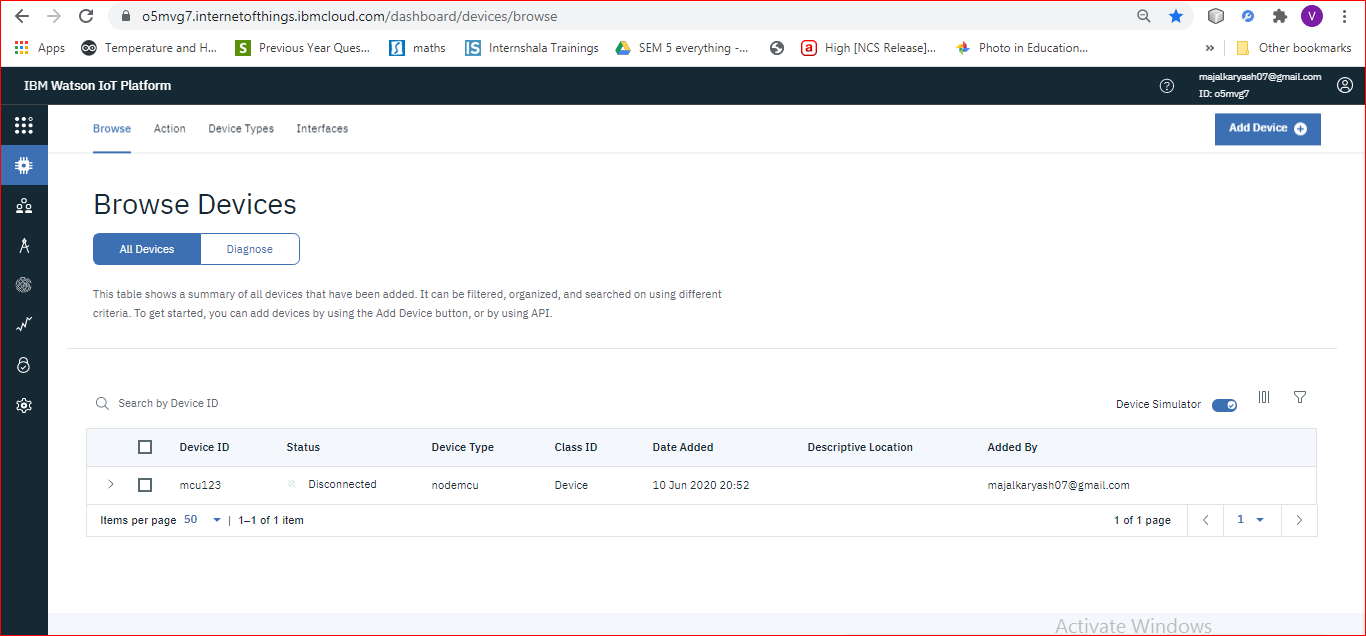 o5mvg7.internetofthings.ibmcloud.com/dashboard/devices/browse
V
Apps Temperature and H... S Previous Year Ques... maths IS Internshala Trainings SEM 5 everything -... a High [NCS Release]... Photo in Education... » Other bookmarks
IBM Watson IoT Platform
majalkaryash07@gmail.com
ID: o5mvg7
Browse Action Device Types Interfaces
Add Device
Browse Devices
All Devices Diagnose
This table shows a summary of all devices that have been added. It can be filtered, organized, and searched on using different
criteria. To get started, you can add devices by using the Add Device button, or by using API.
Search by Device ID
Device Simulator
Device ID Status Device Type Class ID Date Added Descriptive Location Added By
mcu123 Disconnected nodemcu Device 10 Jun 2020 20:52 majalkaryash07@gmail.com
Items per page 50 | 1–1 of 1 item 1 of 1 page 1
Activate Windows